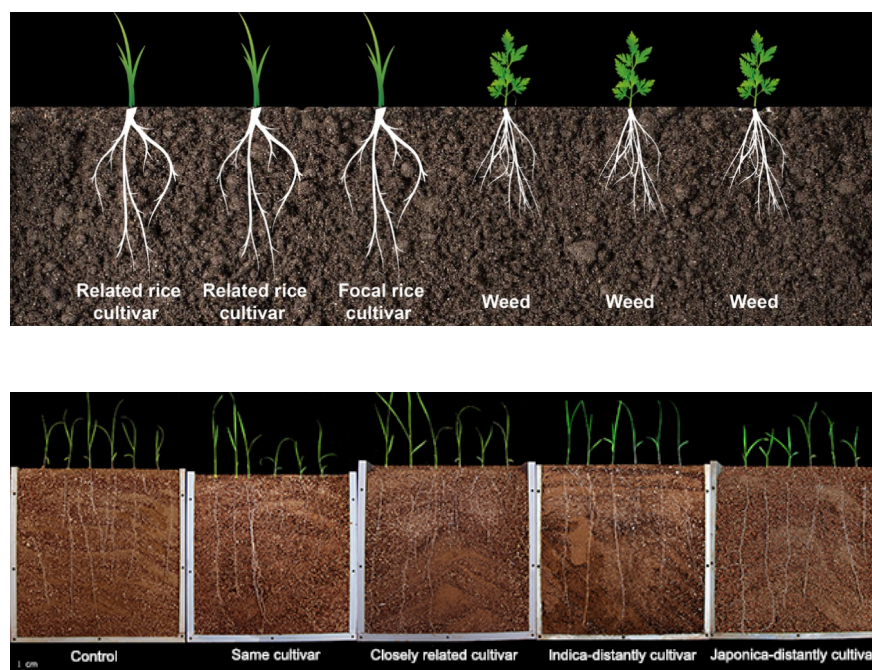 Related rice
cultivar
Related rice
cultivar
Focal rice
cultivar
Weed
Weed
Weed
Control
Same cultivar
Closely related cultivar
Indica-distantly cultivar
Japonica-distantly cultiva
1 cm